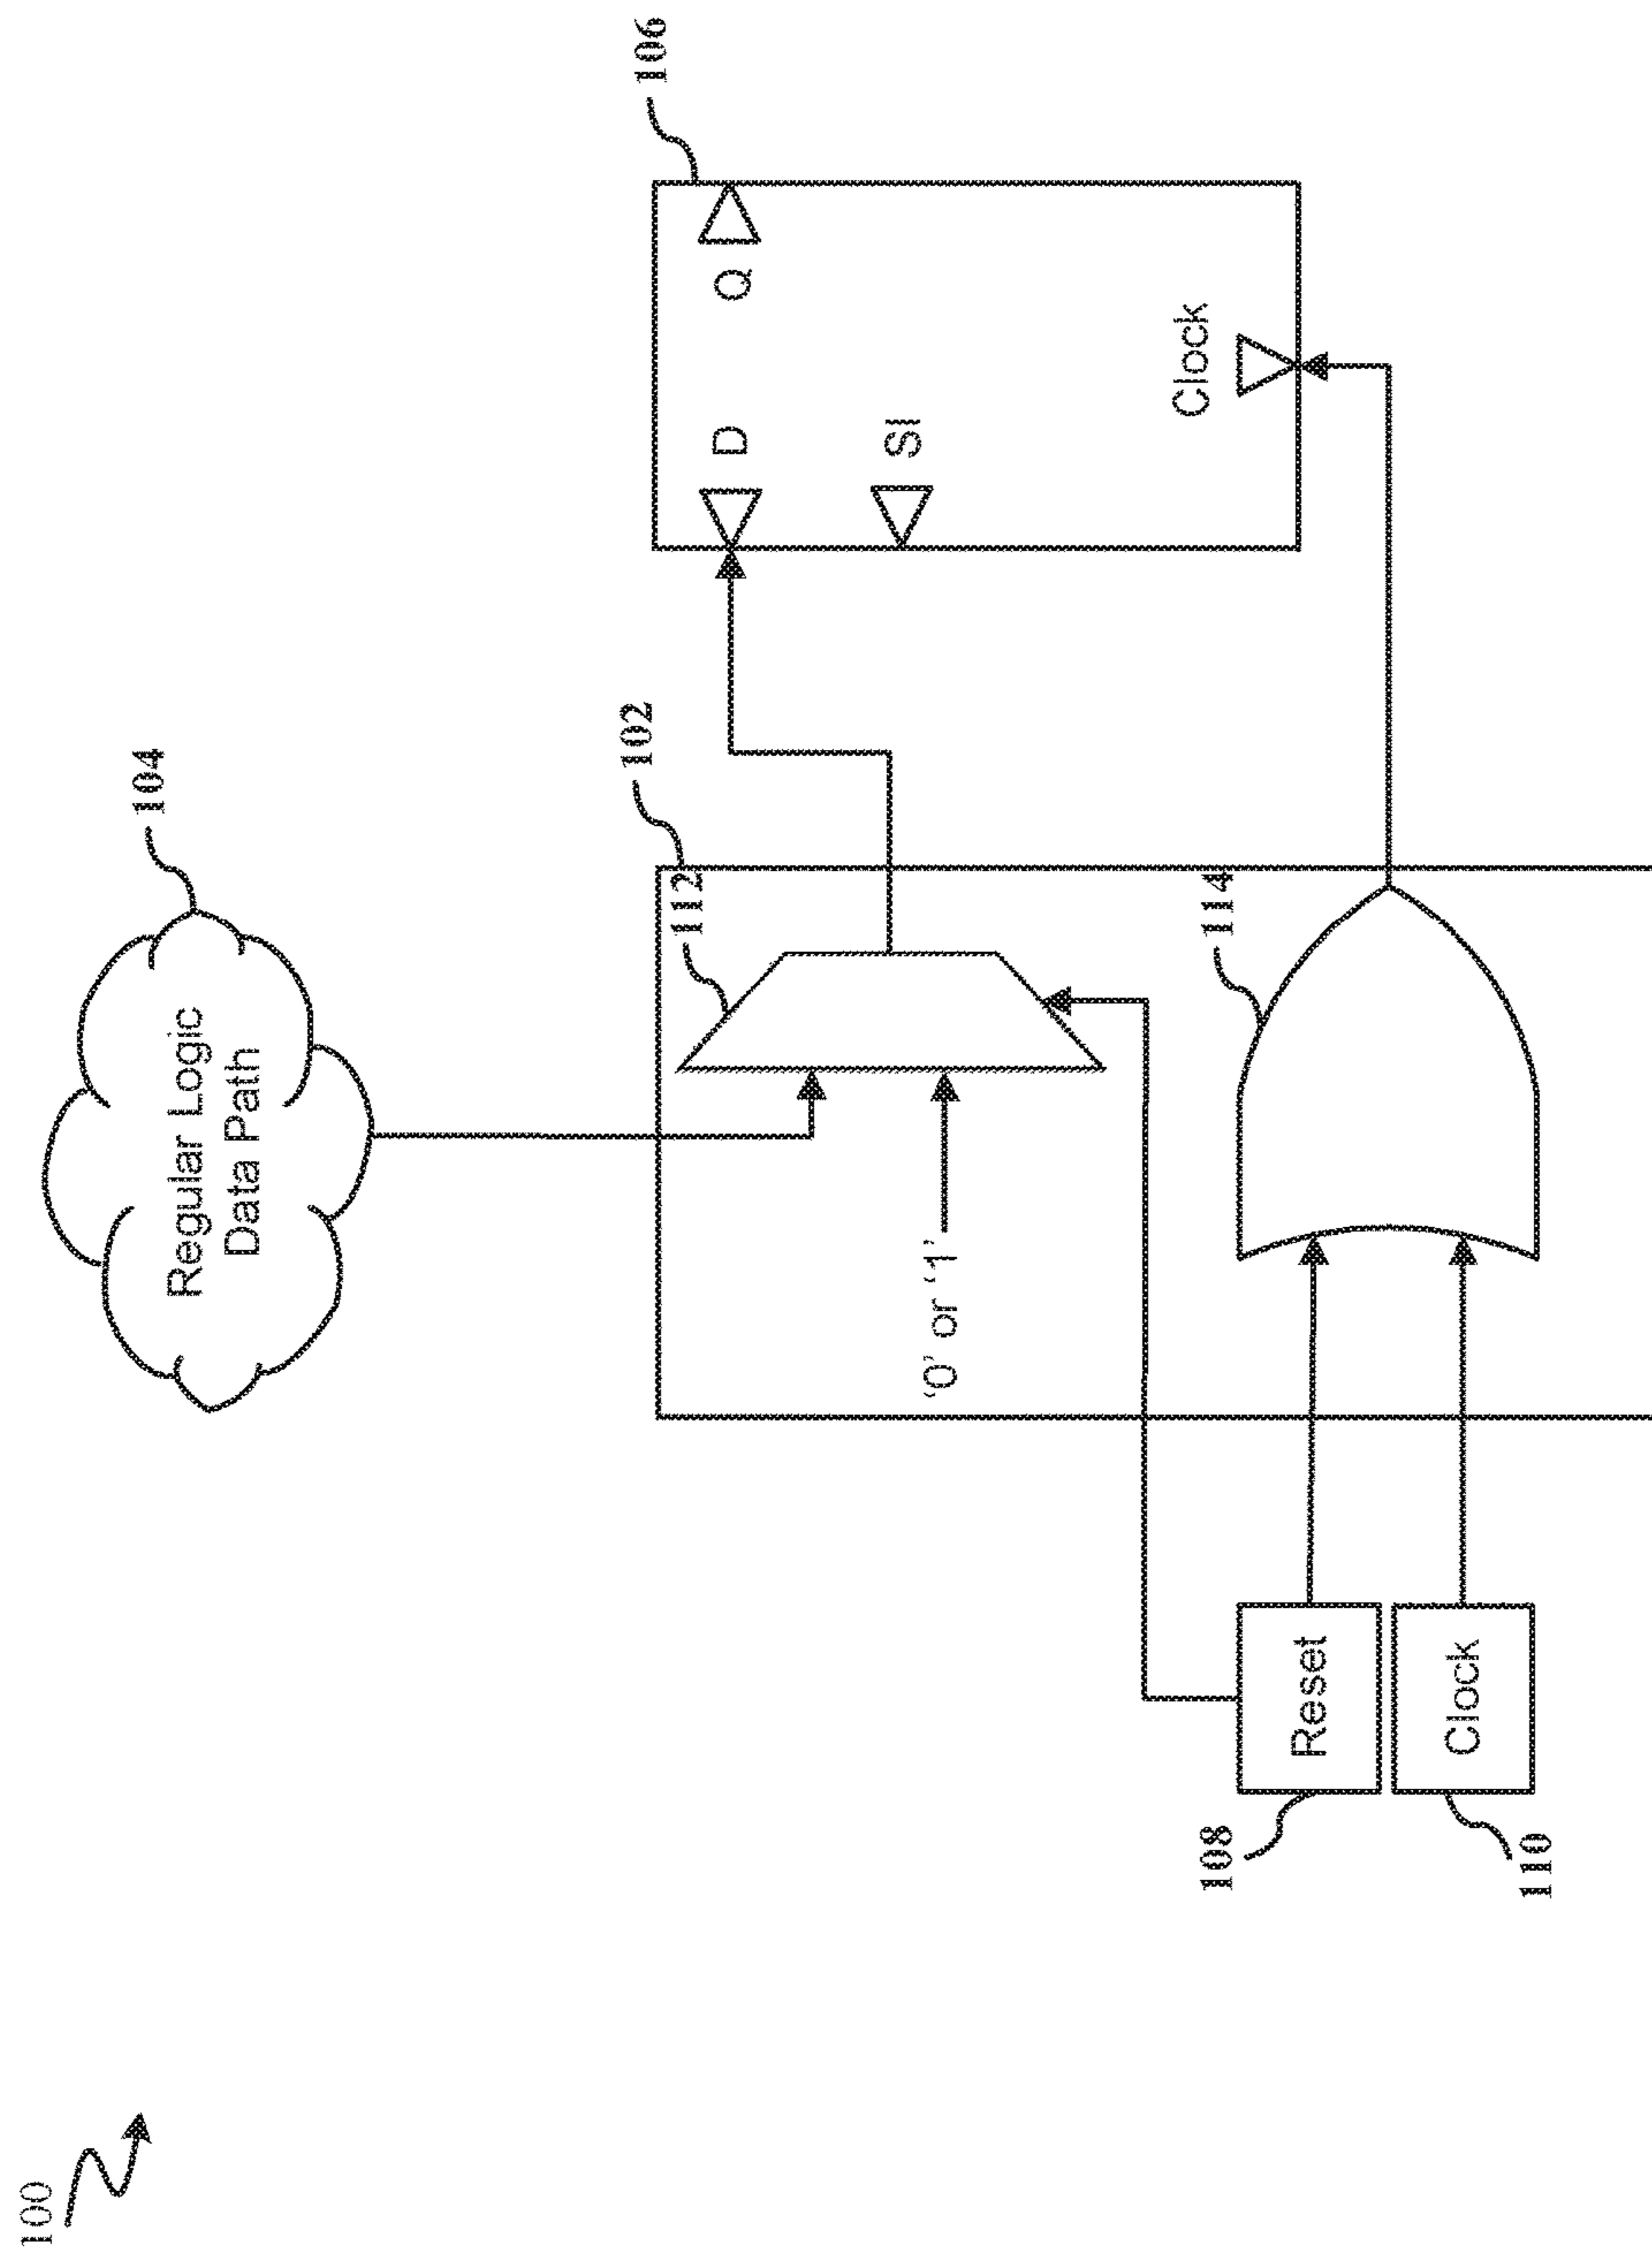 100
104
Regular Logic
Data Path
106
102
112
D
Q
SI
‘0’ or ‘1’
114
Clock
108
Reset
Clock
110